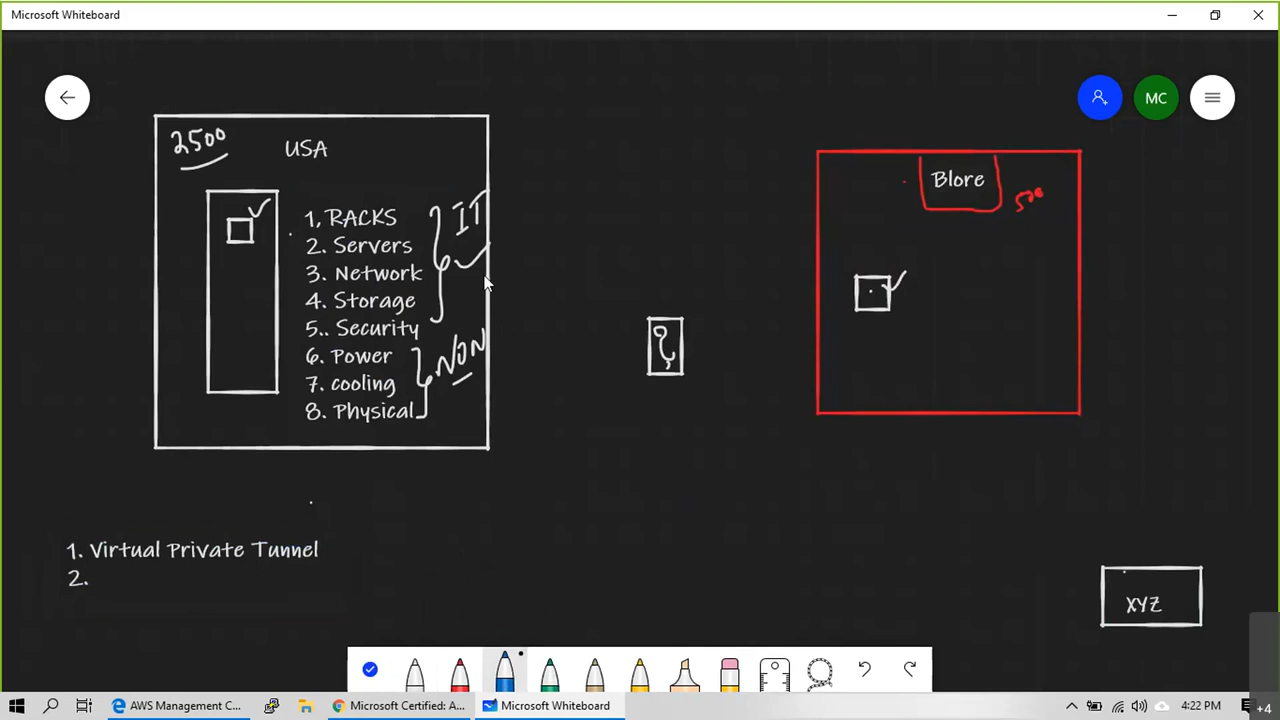 Microsoft Whiteboard
MC
2500
USA
1, RACKS
2. Servers
3. Network
4. Storage
5.. Security
6. Power
7. cooling
8. Physical
IT
NON
Blore
500
1. Virtual Private Tunnel
2.
XYZ
AWS Management C...
Microsoft Certified: A...
Microsoft Whiteboard
4:22 PM
+4